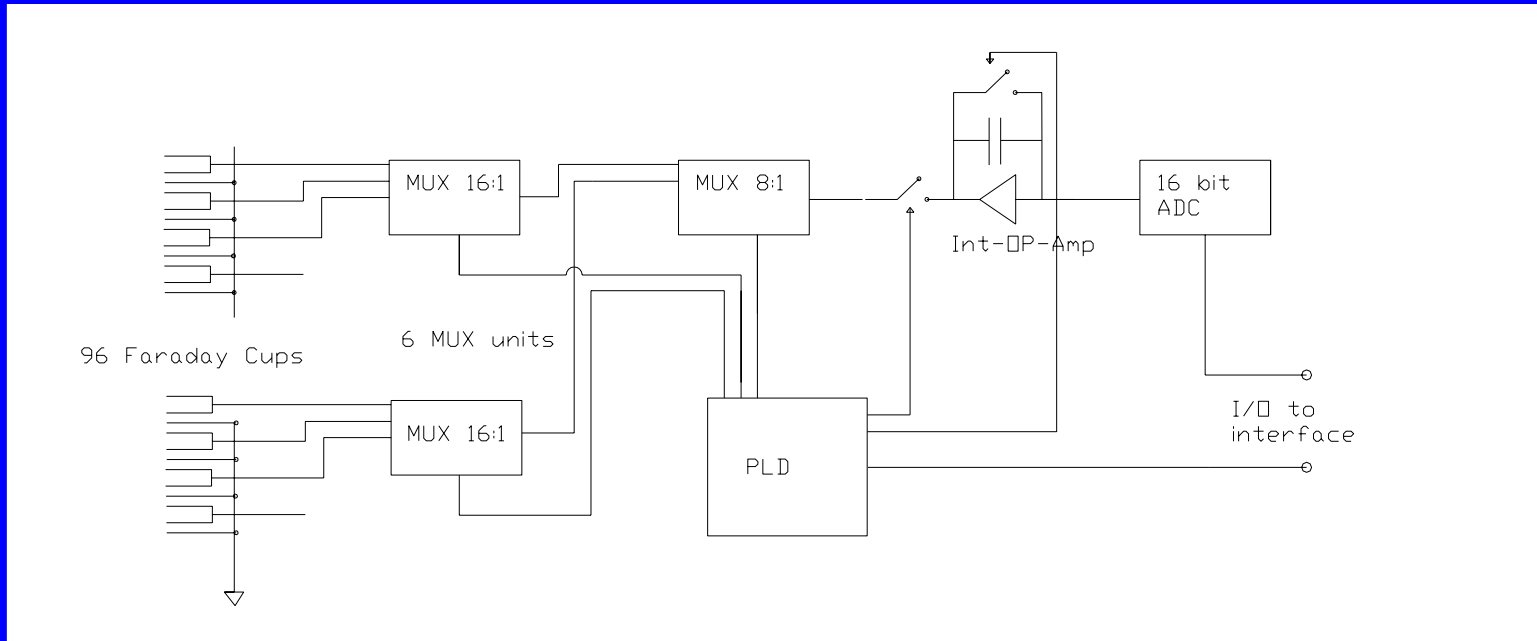 MUX 16:1
MUX 8:1
16 bit
ADC
Int-OP-Amp
6 MUX units
96 Faraday Cups
I/O to
interface
MUX 16:1
PLD